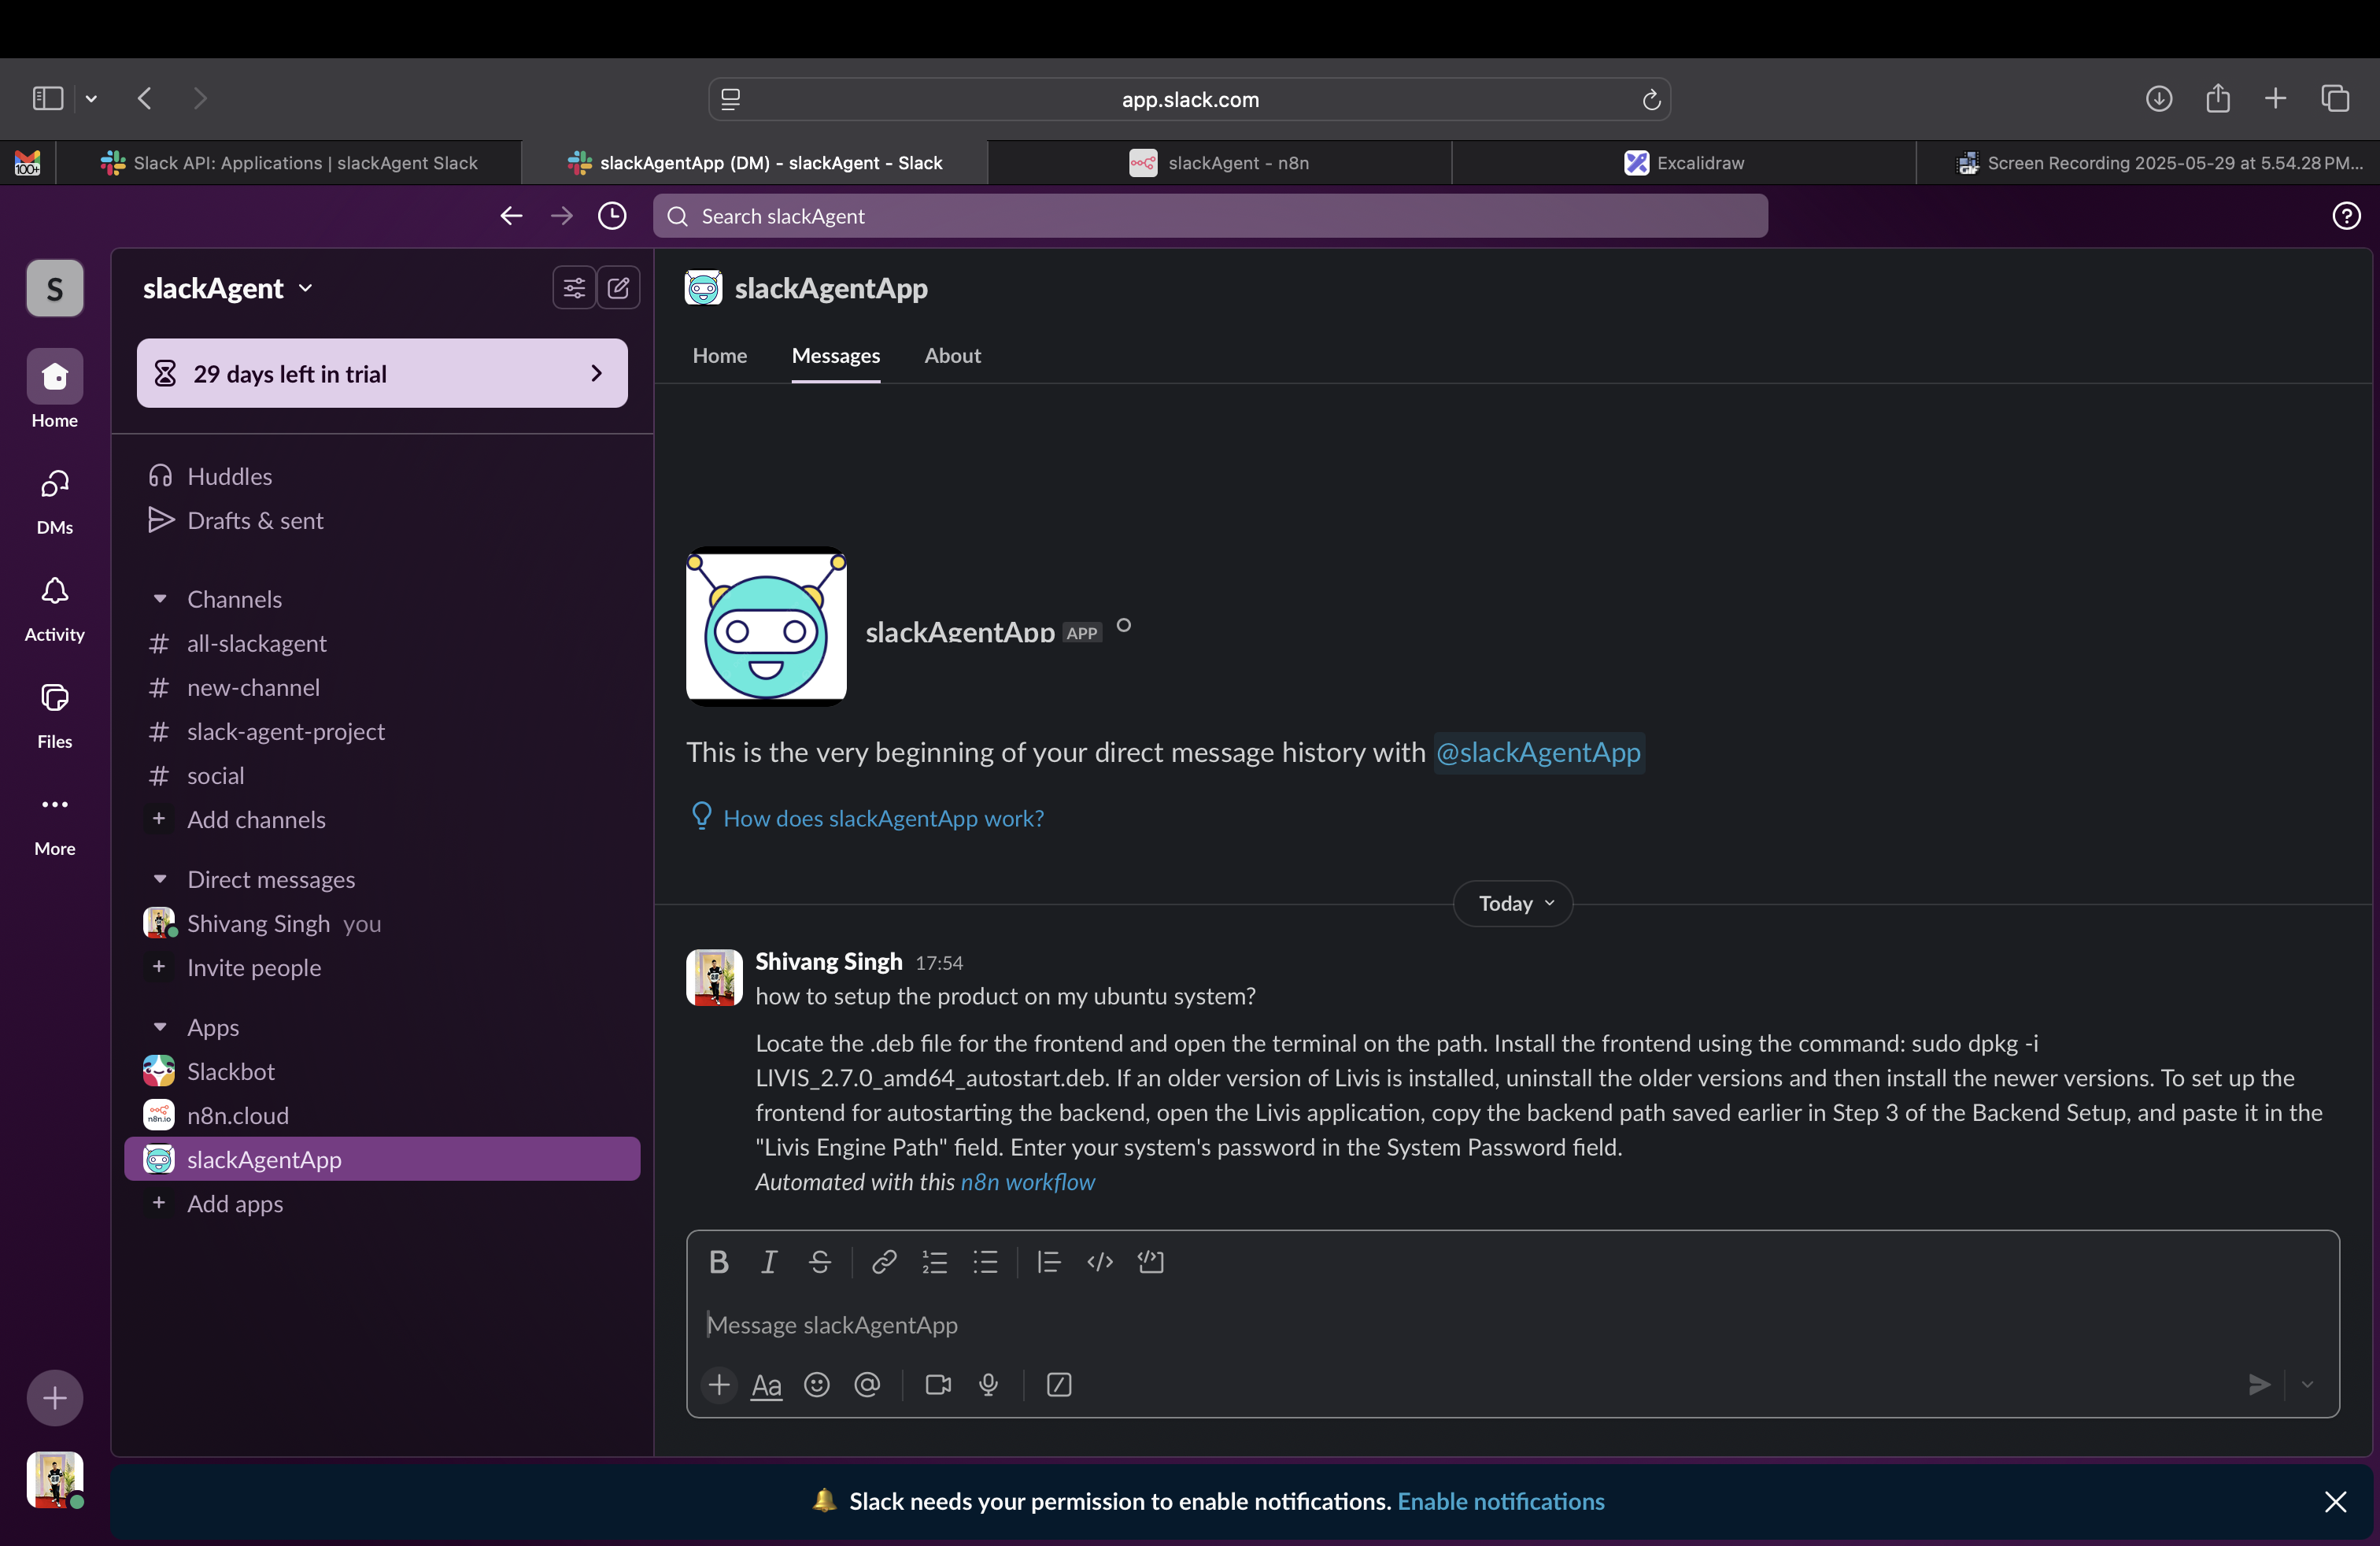 app.slack.com
100+
Slack API: Applications | slackAgent Slack
slackAgentApp (DM) - slackAgent - Slack
slackAgent - n8n
Excalidraw
Screen Recording 2025-05-29 at 5.54.28 PM...
Search slackAgent
S
Home
DMs
Activity
Files
More
slackAgent
29 days left in trial
Huddles
Drafts & sent
Channels
# all-slackagent
# new-channel
# slack-agent-project
# social
+ Add channels
Direct messages
Shivang Singh you
+ Invite people
Apps
Slackbot
n8n.io
n8n.cloud
slackAgentApp
+ Add apps
slackAgentApp
Home Messages About
slackAgentApp APP
This is the very beginning of your direct message history with @slackAgentApp
How does slackAgentApp work?
Today
Shivang Singh 17:54
how to setup the product on my ubuntu system?
Locate the .deb file for the frontend and open the terminal on the path. Install the frontend using the command: sudo dpkg -i
LIVIS_2.7.0_amd64_autostart.deb. If an older version of Livis is installed, uninstall the older versions and then install the newer versions. To set up the
frontend for autostarting the backend, open the Livis application, copy the backend path saved earlier in Step 3 of the Backend Setup, and paste it in the
"Livis Engine Path" field. Enter your system's password in the System Password field.
Automated with this n8n workflow
B I S
Message slackAgentApp
Aa
Slack needs your permission to enable notifications. Enable notifications